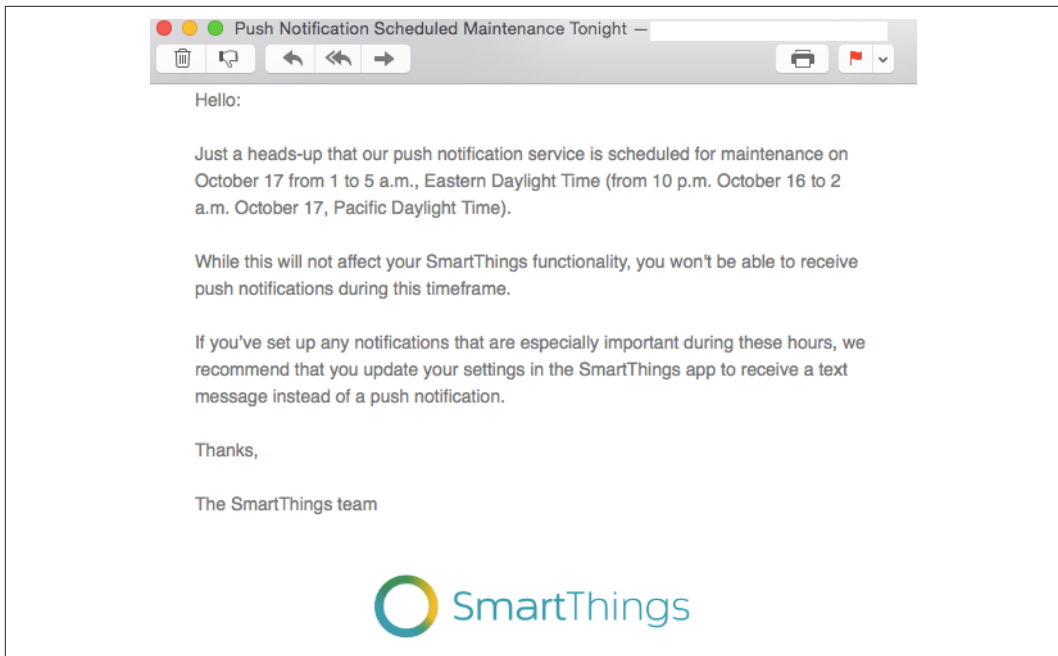 Push Notification Scheduled Maintenance Tonight —
Hello:
Just a heads-up that our push notification service is scheduled for maintenance on
October 17 from 1 to 5 a.m., Eastern Daylight Time (from 10 p.m. October 16 to 2
a.m. October 17, Pacific Daylight Time).
While this will not affect your SmartThings functionality, you won't be able to receive
push notifications during this timeframe.
If you’ve set up any notifications that are especially important during these hours, we
recommend that you update your settings in the SmartThings app to receive a text
message instead of a push notification.
Thanks,
The SmartThings team
SmartThings